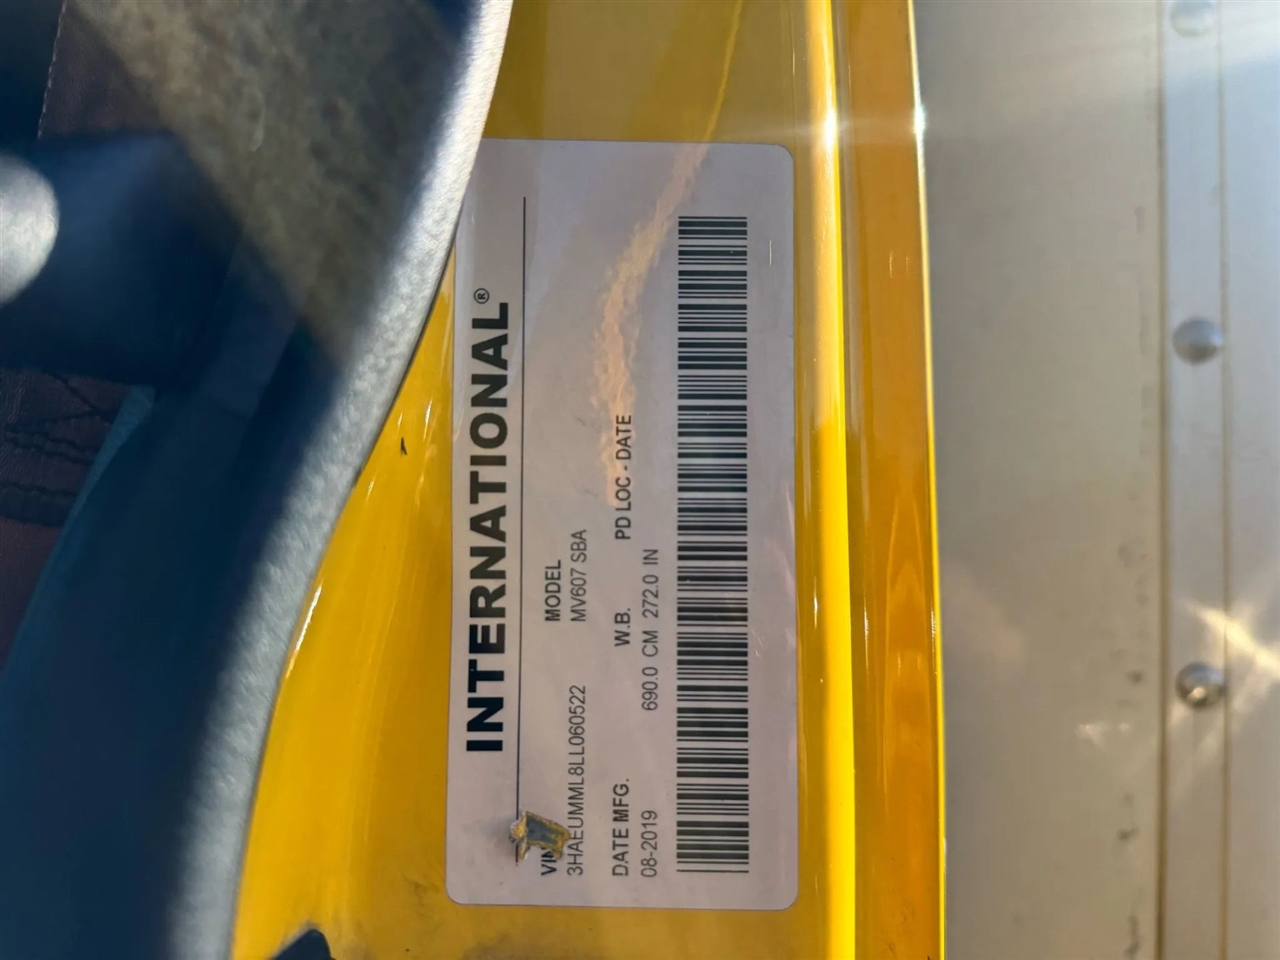 INTERNATIONAL®
VIN MODEL
3HAEUMML8LL060522 MV607 SBA
DATE MFG. W.B. PD LOC - DATE
08-2019 690.0 CM 272.0 IN